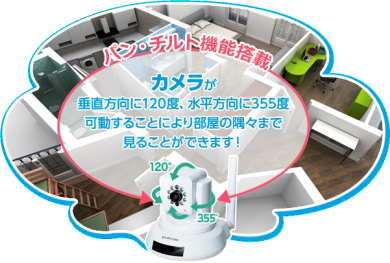 パン・チルト機能搭載
カメラが
垂直方向に120度、水平方向に355度
可動することにより部屋の隅々まで
見ることができます!
120°
355°